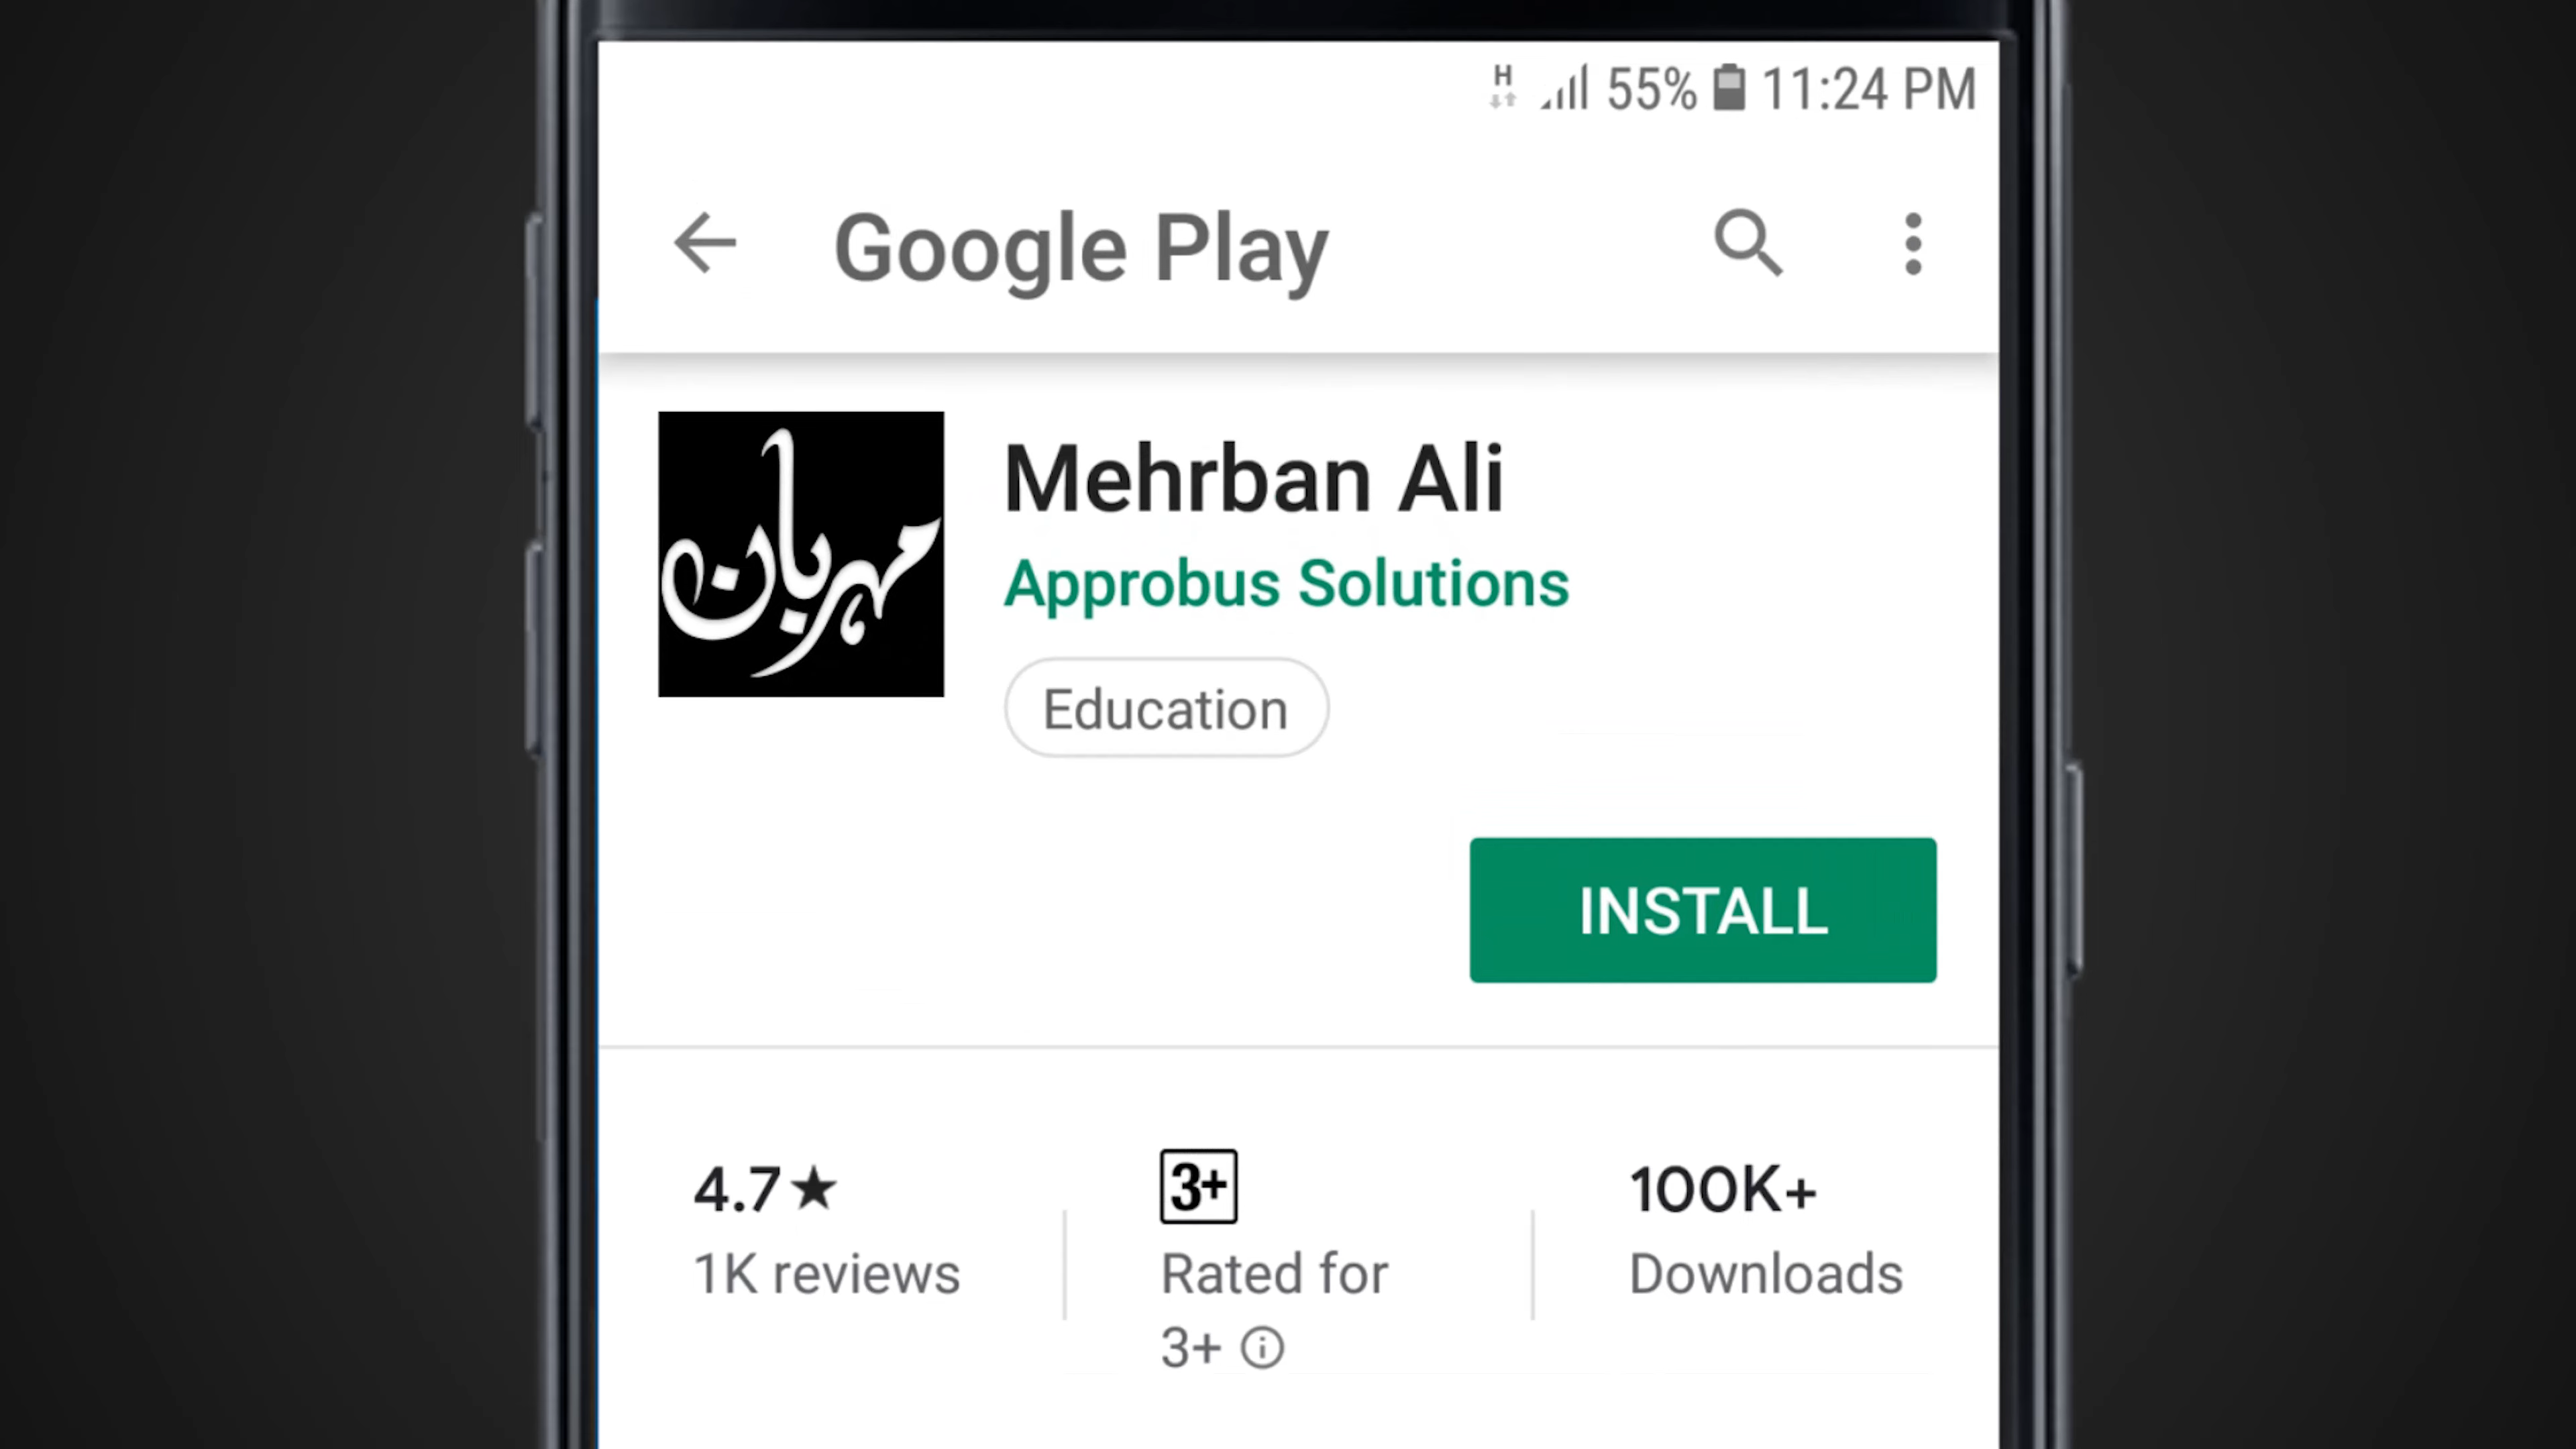 H 55% 11:24 PM
Google Play
مہربان
Mehrban Ali
Approbus Solutions
Education
INSTALL
4.7★ 3+ 100K+
1K reviews Rated for 3+ Downloads